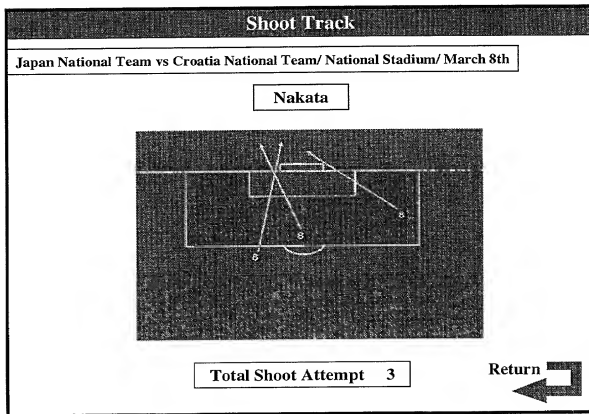 Shoot Track
Japan National Team vs Croatia National Team/ National Stadium/ March 8th
Nakata
8
8
8
Total Shoot Attempt 3
Return